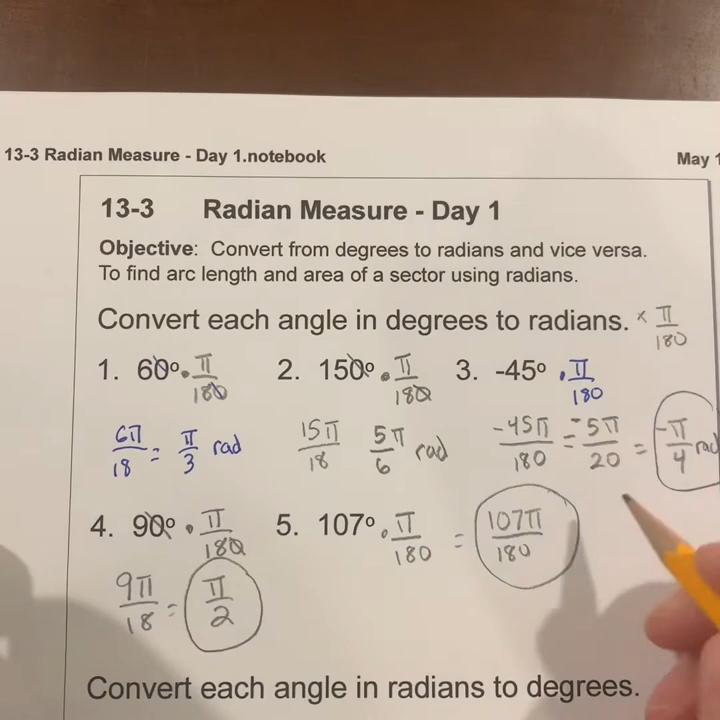 13-3 Radian Measure - Day 1.notebook
May 1
13-3 Radian Measure - Day 1
Objective: Convert from degrees to radians and vice versa.
To find arc length and area of a sector using radians.
Convert each angle in degrees to radians. × π/180
1. 60° · π/180 2. 150° · π/180 3. -45° · π/180
6π/18 = π/3 rad 15π/18 5π/6 rad -45π/180 = -5π/20 = -π/4 rad
4. 90° · π/180 5. 107° · π/180 = 107π/180
9π/18 = π/2
Convert each angle in radians to degrees.